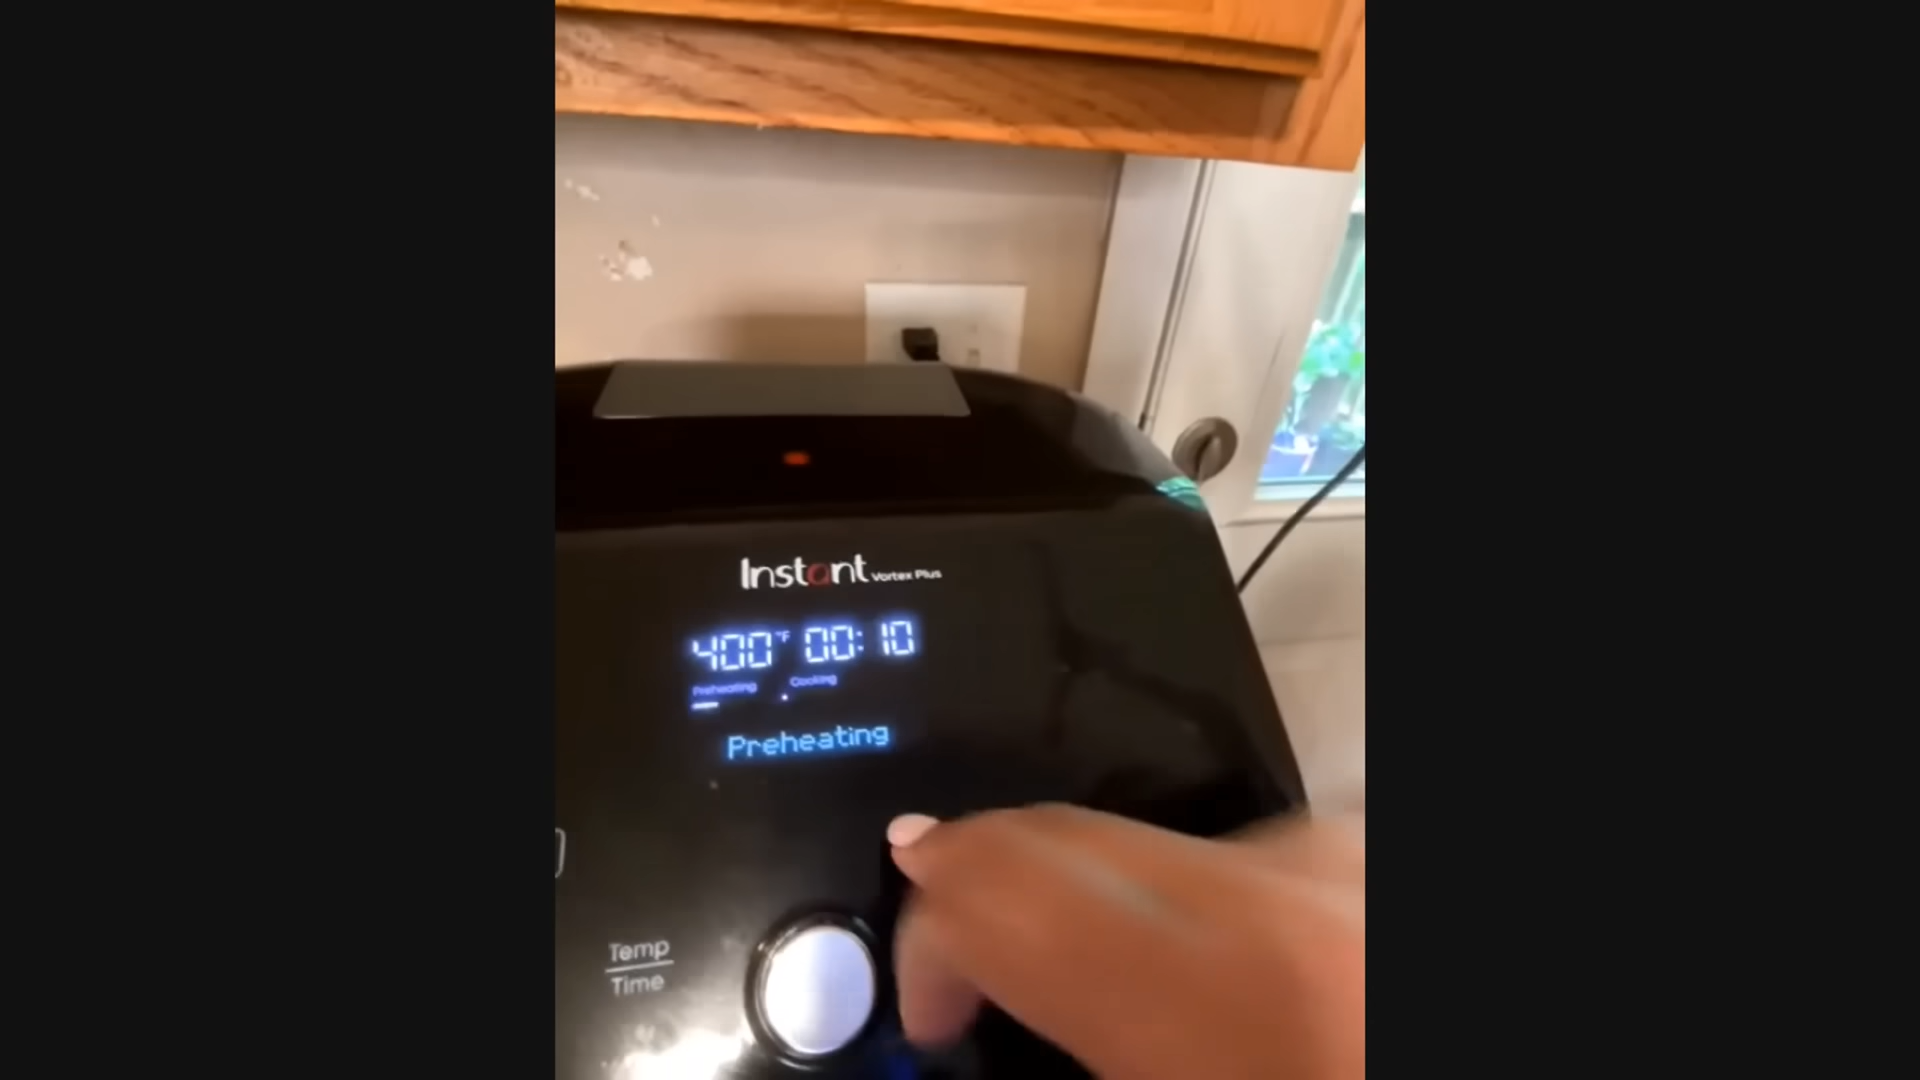 Instant Vortex Plus
400°F 00:10
Preheating Cooking
Preheating
Temp
Time